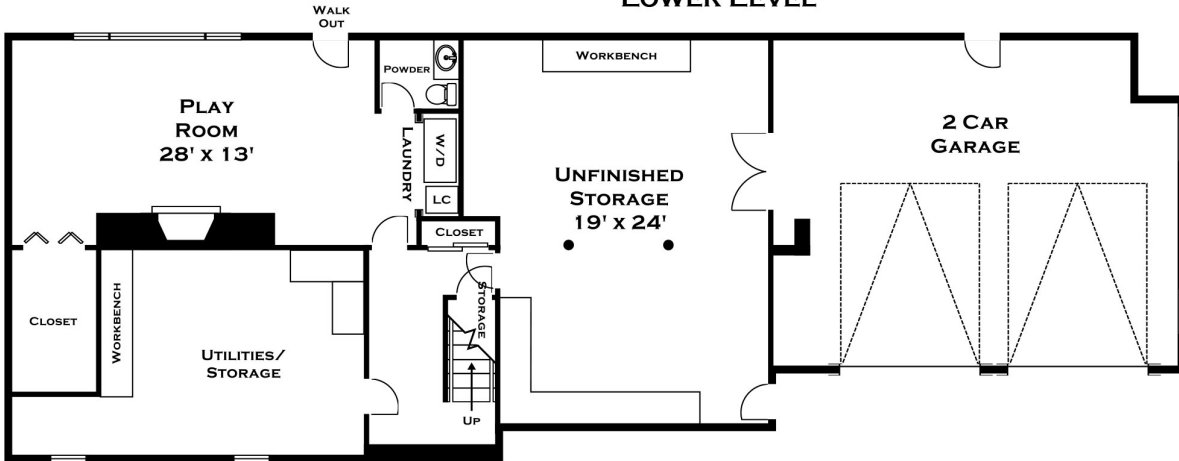 LOWER LEVEL
WALK
OUT
WORKBENCH
POWDER
PLAY
ROOM
28' X 13'
LAUNDRY
W/D
LC
2 CAR
GARAGE
UNFINISHED
STORAGE
19' X 24'
CLOSET
STORAGE
CLOSET
WORKBENCH
UTILITIES/
STORAGE
UP